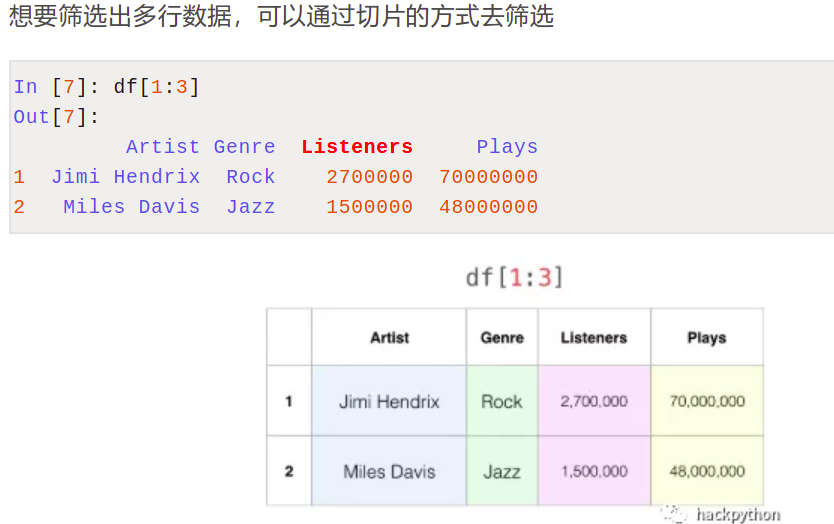 想要筛选出多行数据，可以通过切片的方式去筛选
In [7]: df[1:3]
Out[7]:
Artist Genre Listeners Plays
1 Jimi Hendrix Rock 2700000 70000000
2 Miles Davis Jazz 1500000 48000000
df[1:3]
Artist Genre Listeners Plays
1 Jimi Hendrix Rock 2,700,000 70,000,000
2 Miles Davis Jazz 1,500,000 48,000,000
hackpython